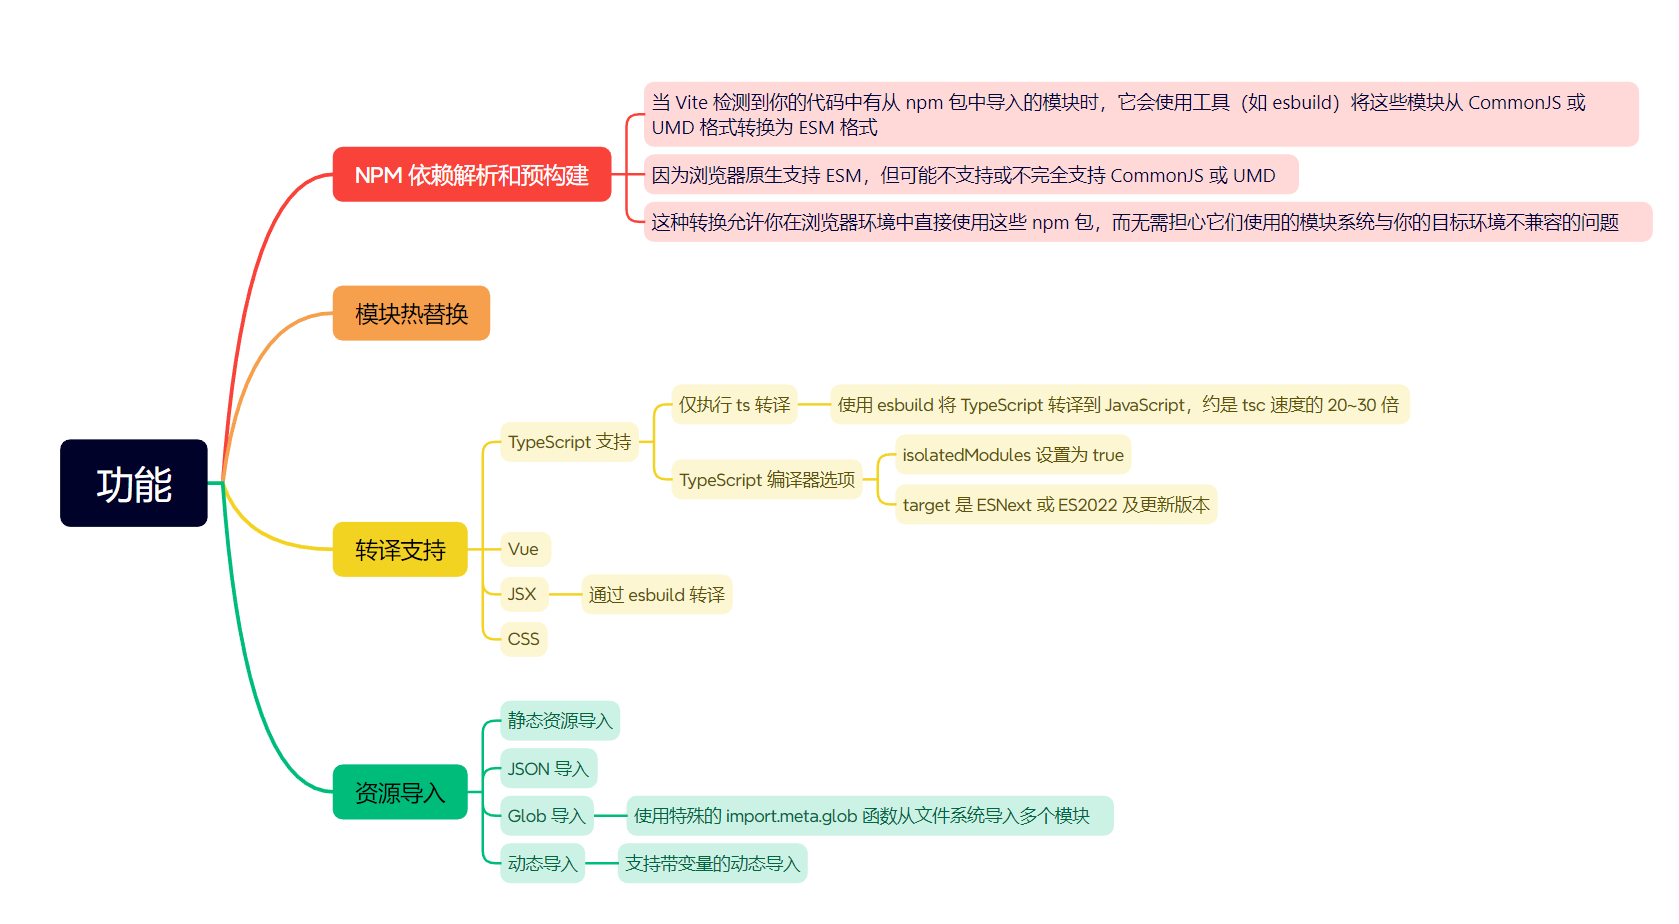 功能
NPM 依赖解析和预构建
当 Vite 检测到你的代码中有从 npm 包中导入的模块时，它会使用工具（如 esbuild）将这些模块从 CommonJS 或
UMD 格式转换为 ESM 格式
因为浏览器原生支持 ESM，但可能不支持或不完全支持 CommonJS 或 UMD
这种转换允许你在浏览器环境中直接使用这些 npm 包，而无需担心它们使用的模块系统与你的目标环境不兼容的问题
模块热替换
转译支持
TypeScript 支持
仅执行 ts 转译
使用 esbuild 将 TypeScript 转译到 JavaScript，约是 tsc 速度的 20~30 倍
TypeScript 编译器选项
isolatedModules 设置为 true
target 是 ESNext 或 ES2022 及更新版本
Vue
JSX
通过 esbuild 转译
CSS
资源导入
静态资源导入
JSON 导入
Glob 导入
使用特殊的 import.meta.glob 函数从文件系统导入多个模块
动态导入
支持带变量的动态导入